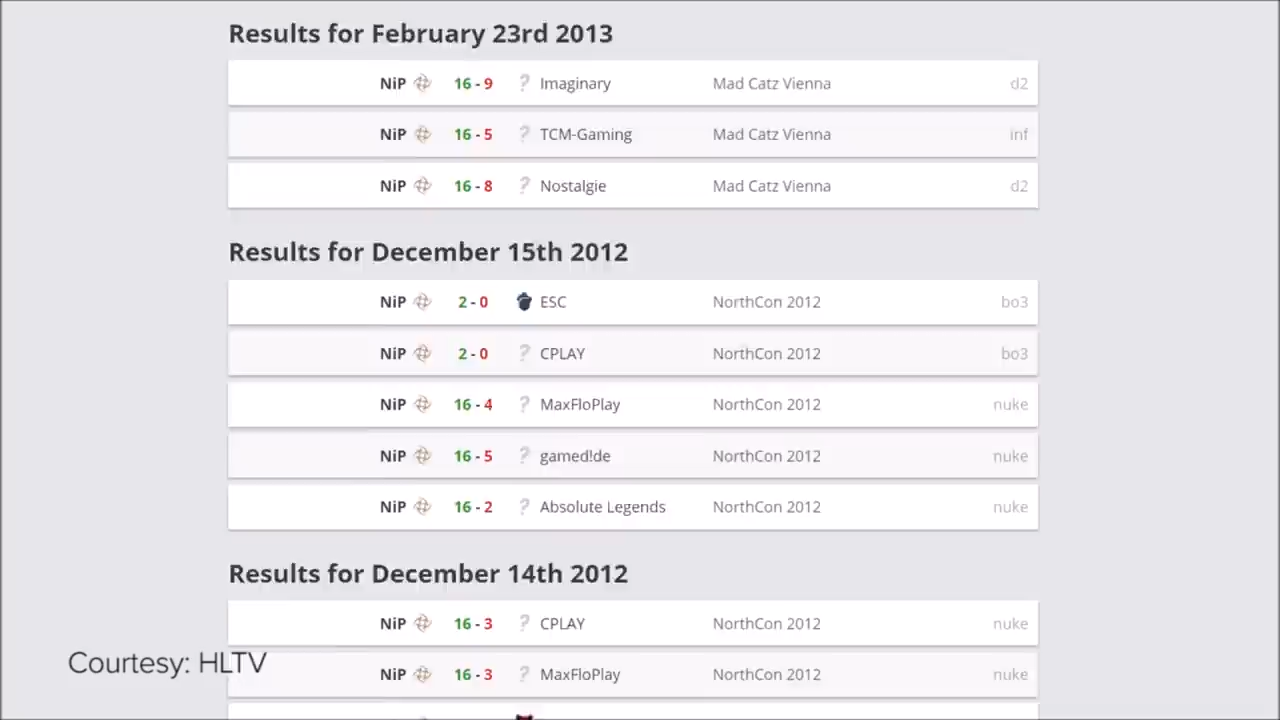 Results for February 23rd 2013
NiP 16 - 9 ? Imaginary Mad Catz Vienna d2
NiP 16 - 5 ? TCM-Gaming Mad Catz Vienna inf
NiP 16 - 8 ? Nostalgie Mad Catz Vienna d2
Results for December 15th 2012
NiP 2 - 0 ESC NorthCon 2012 bo3
NiP 2 - 0 ? CPLAY NorthCon 2012 bo3
NiP 16 - 4 ? MaxFloPlay NorthCon 2012 nuke
NiP 16 - 5 ? gamed!de NorthCon 2012 nuke
NiP 16 - 2 ? Absolute Legends NorthCon 2012 nuke
Results for December 14th 2012
NiP 16 - 3 ? CPLAY NorthCon 2012 nuke
Courtesy: HLTV
NiP 16 - 3 ? MaxFloPlay NorthCon 2012 nuke